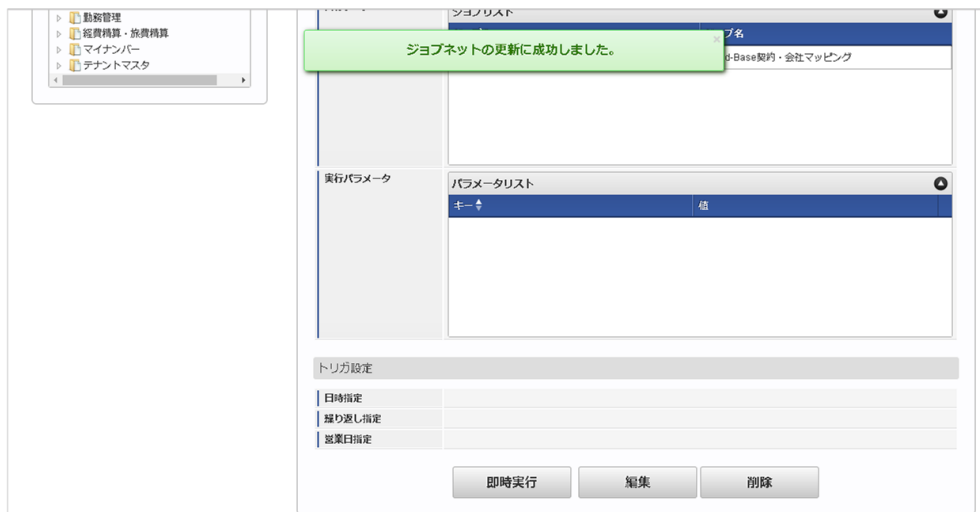 勤務管理
経費精算・旅費精算
マイナンバー
テナントマスタ
ジョブリスト
ブ名
ジョブネットの更新に成功しました。
×
d-Base契約・会社マッピング
実行パラメータ
パラメータリスト
キー
値
トリガ設定
日時指定
繰り返し指定
営業日指定
即時実行
編集
削除